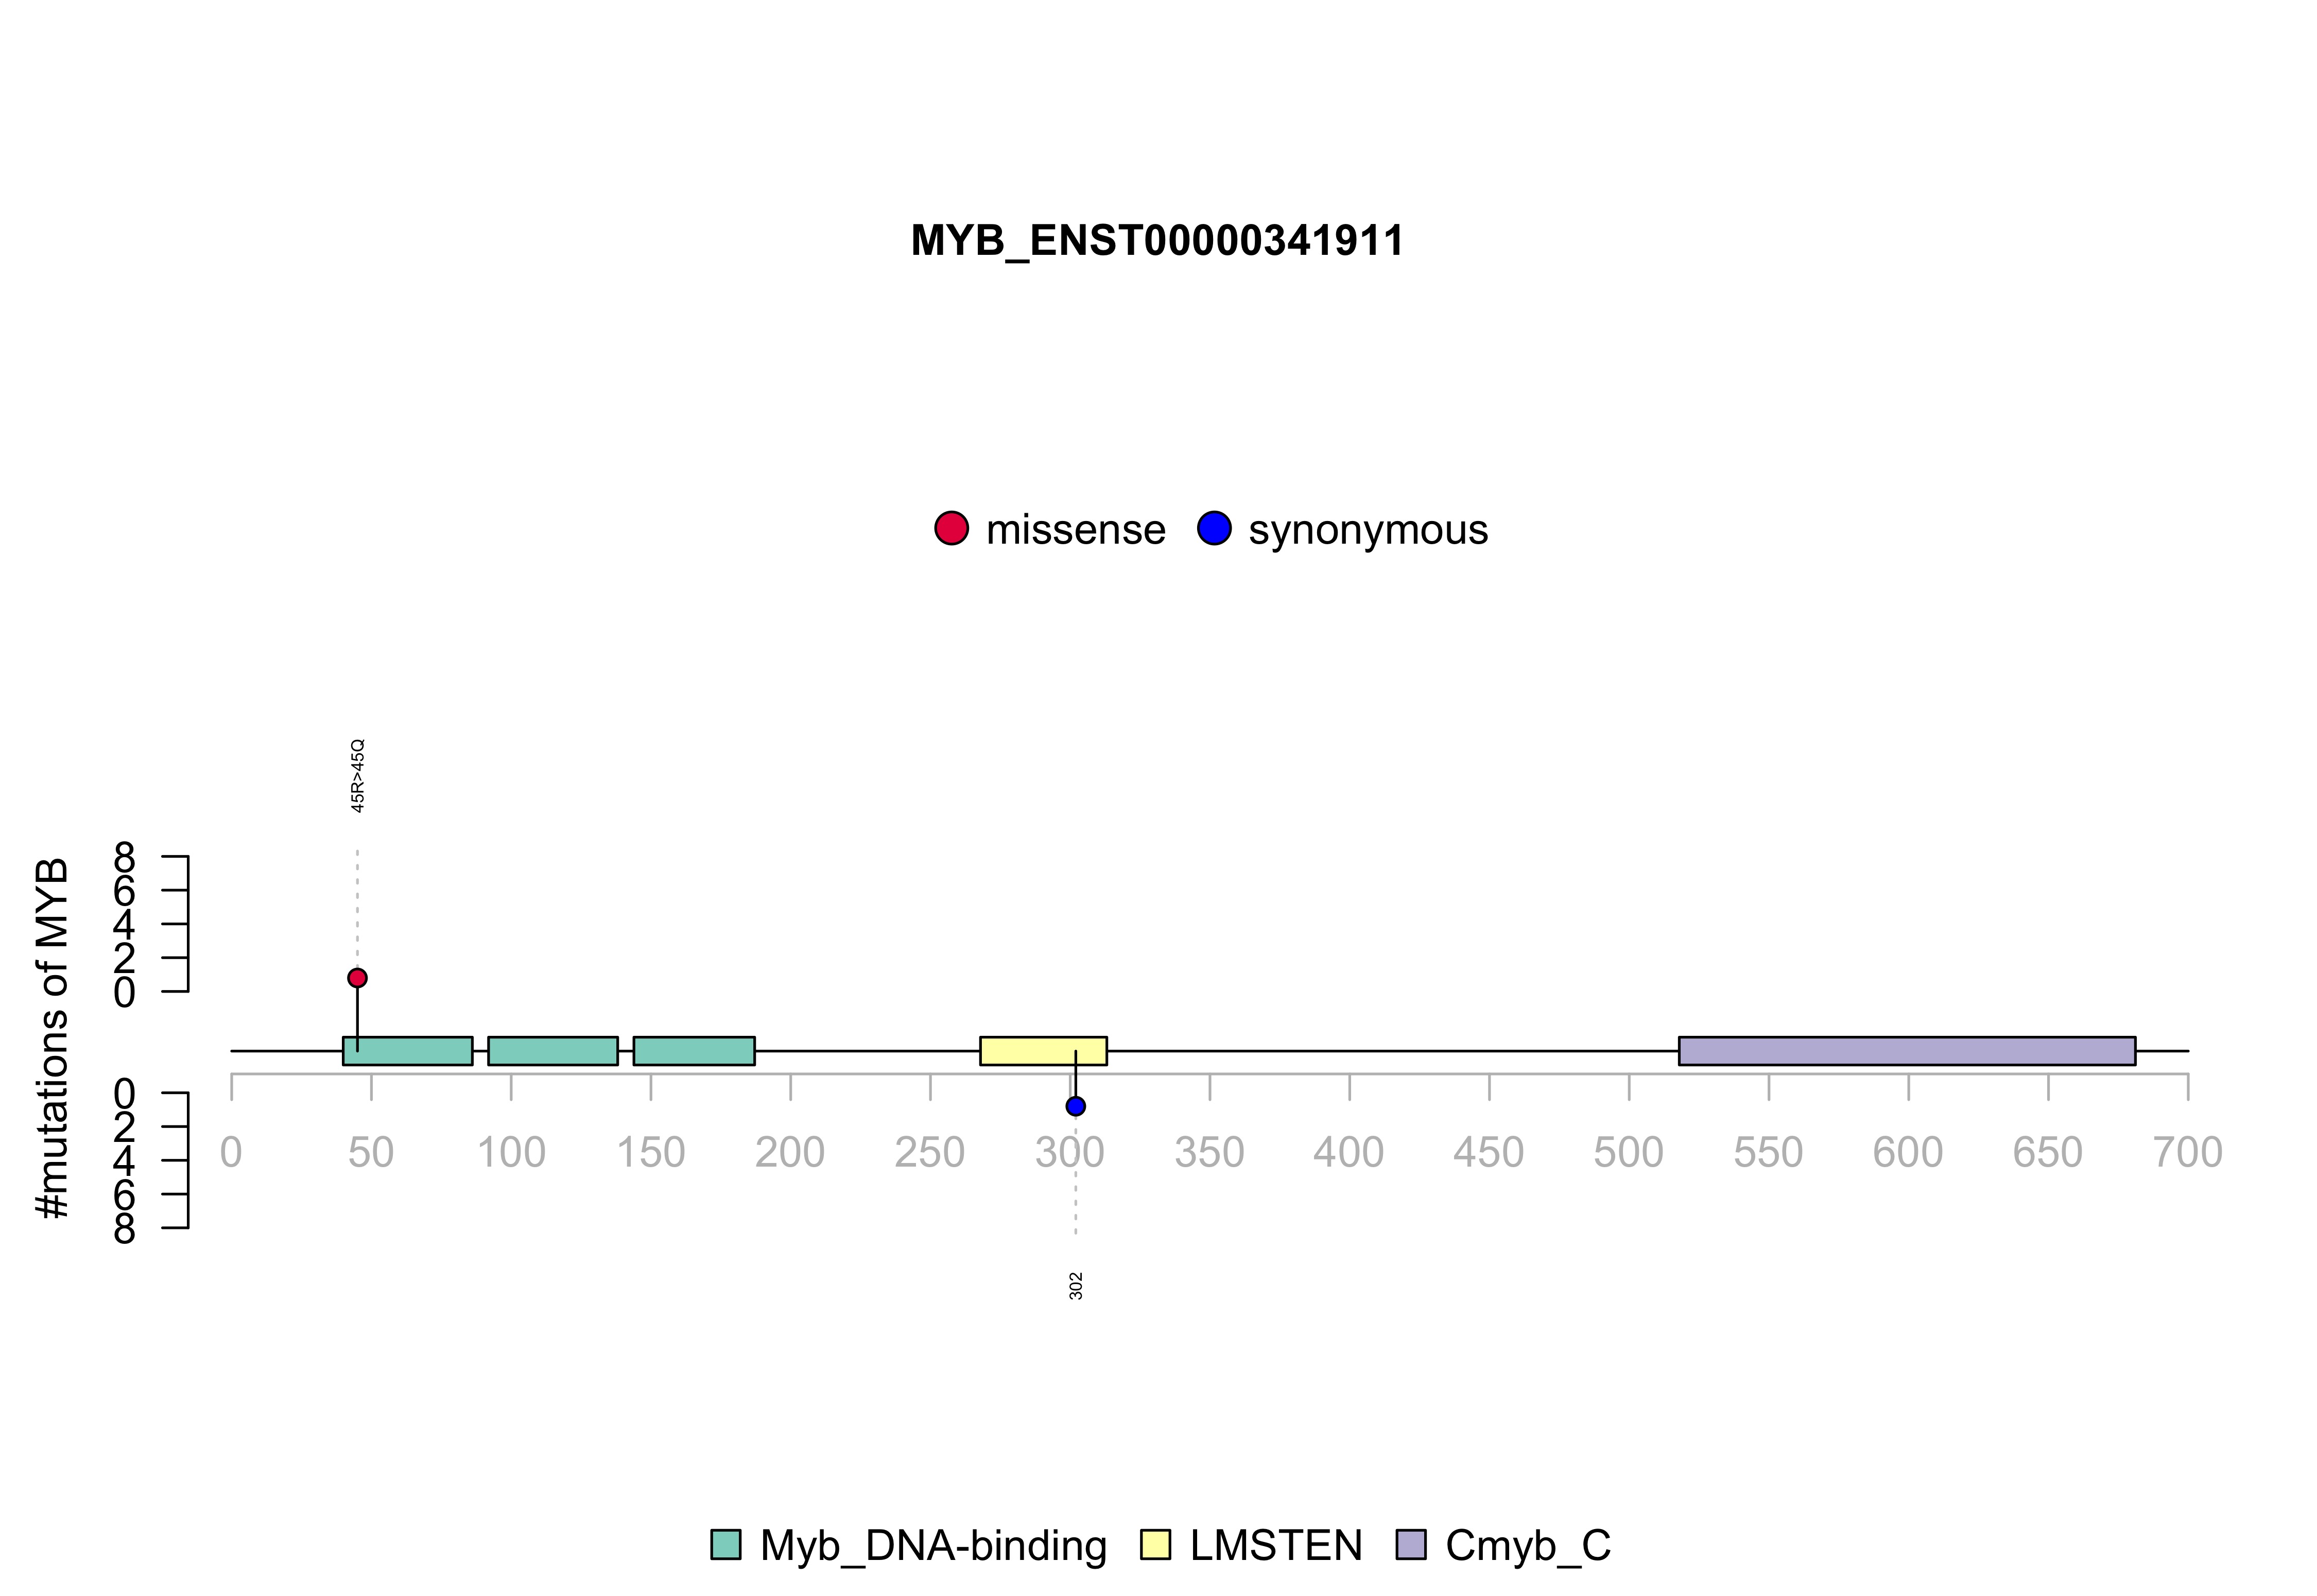 MYB_ENST00000341911
missense synonymous
45R>45Q
#mutations of MYB
8
6
4
2
0
0
2
4
6
8
0 50 100 150 200 250 300 350 400 450 500 550 600 650 700
302
Myb_DNA-binding LMSTEN Cmyb_C